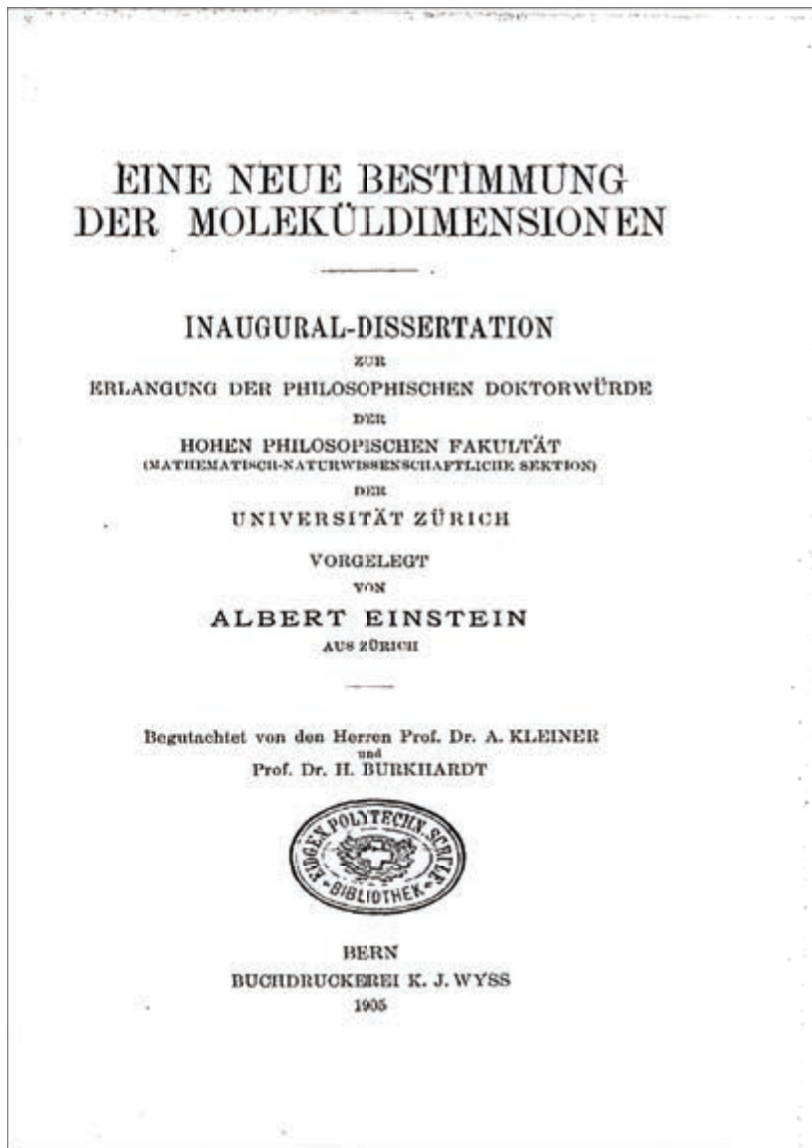 EINE NEUE BESTIMMUNG
DER MOLEKÜLDIMENSIONEN
INAUGURAL-DISSERTATION
ZUR
ERLANGUNG DER PHILOSOPHISCHEN DOKTORWÜRDE
DER
HOHEN PHILOSOPISCHEN FAKULTÄT
(MATHEMATISCH-NATURWISSENSCHAFTLICHE SEKTION)
DER
UNIVERSITÄT ZÜRICH
VORGELEGT
VON
ALBERT EINSTEIN
AUS ZÜRICH
Begutachtet von den Herren Prof. Dr. A. KLEINER
und
Prof. Dr. H. BURKHARDT
EIDGEN. POLYTECHN. SCHULE
BIBLIOTHEK
BERN
BUCHDRUCKEREI K. J. WYSS
1905